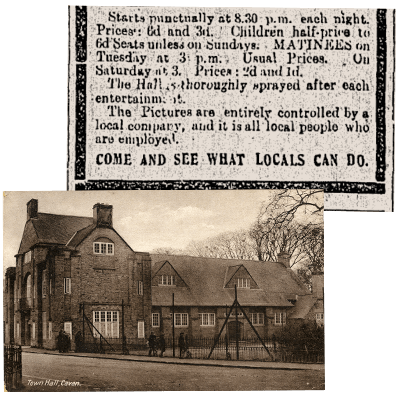 Starts punctually at 8.30 p.m. each night.
Prices: 6d and 3d. Children half-price to
6d Seats unless on Sundays. MATINEES on
Tuesday at 3 p.m. Usual Prices. On
Saturday at 3. Prices: 2d and 1d.
The Hall is thoroughly sprayed after each
entertainment.
The Pictures are entirely controlled by a
local company, and it is all local people who
are employed.
COME AND SEE WHAT LOCALS CAN DO.
Town Hall, Cavan.